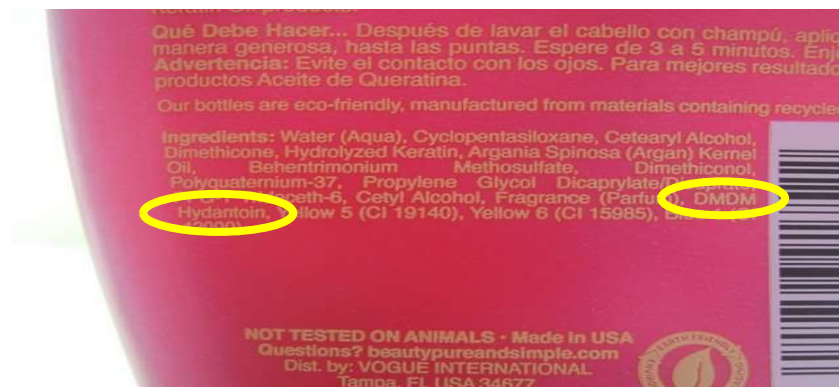 Keratin Oil products.
Qué Debe Hacer... Después de lavar el cabello con champú,
manera generosa, hasta las puntas. Espere de 3 a 5 minutos.
Advertencia: Evite el contacto con los ojos. Para mejores
productos Aceite de Queratina.
Our bottles are eco-friendly, manufactured from materials containing
Ingredients: Water (Aqua), Cyclopentasiloxane, Cetearyl Alcohol,
Dimethicone, Hydrolyzed Keratin, Argania Spinosa (Argan) Kernel
Oil, Behentrimonium Methosulfate, Dimethiconol,
Polyquaternium-37, Propylene Glycol
Cetyl Alcohol, Fragrance (Parfum), DMDM
Hydantoin, Yellow 5 (CI 19140), Yellow 6 (CI 15985),
NOT TESTED ON ANIMALS • Made in USA
Questions? beautypureandsimple.com
Dist. by: VOGUE INTERNATIONAL
Tampa, FL USA 34677
EARTH FRIENDLY